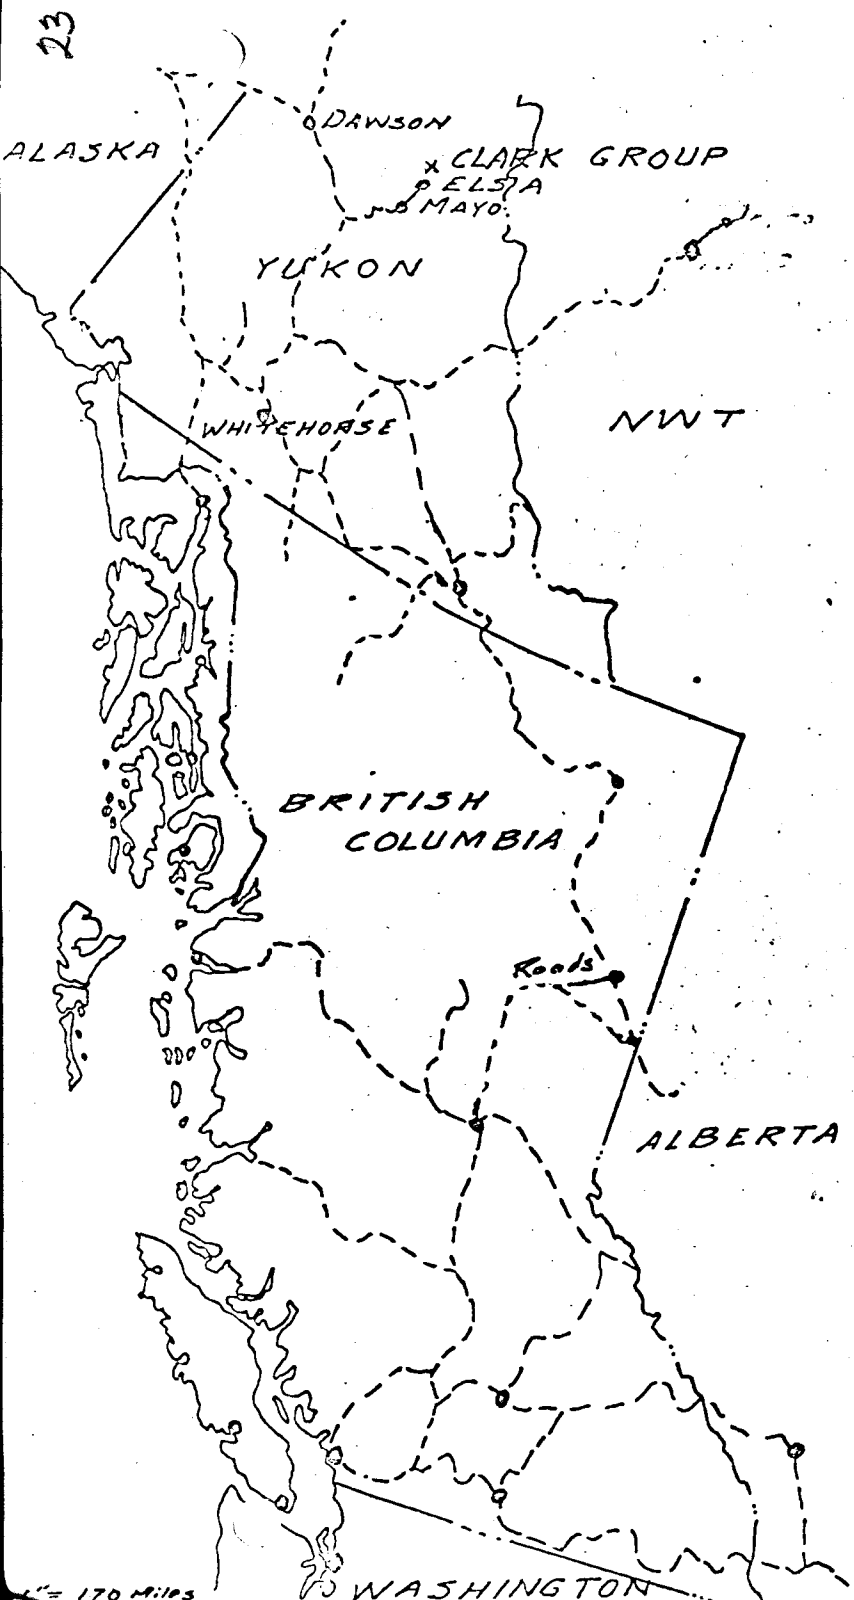 23
DAWSON
ALASKA
x CLARK GROUP
ELSA
MAYO
YUKON
NWT
WHITEHORSE
BRITISH
COLUMBIA
Roads
ALBERTA
1"= 170 Miles
WASHINGTON